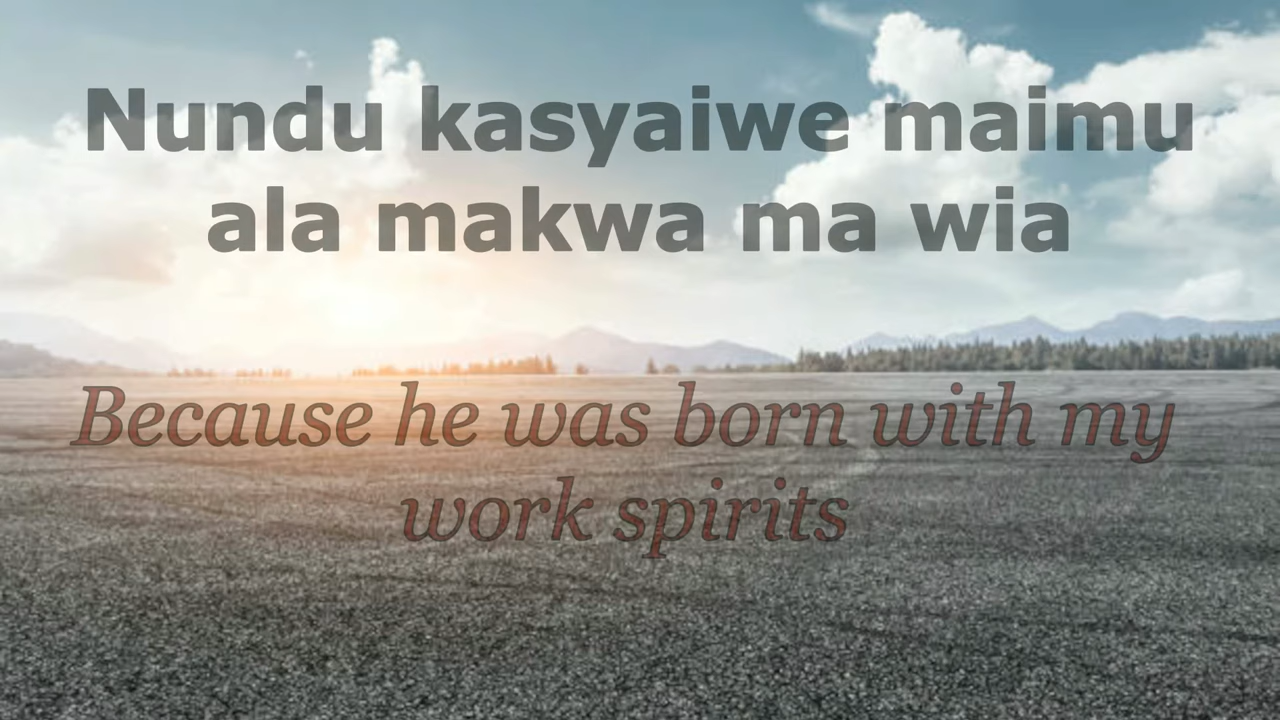 Nundu kasyaiwe maimu
ala makwa ma wia
Because he was born with my
work spirits